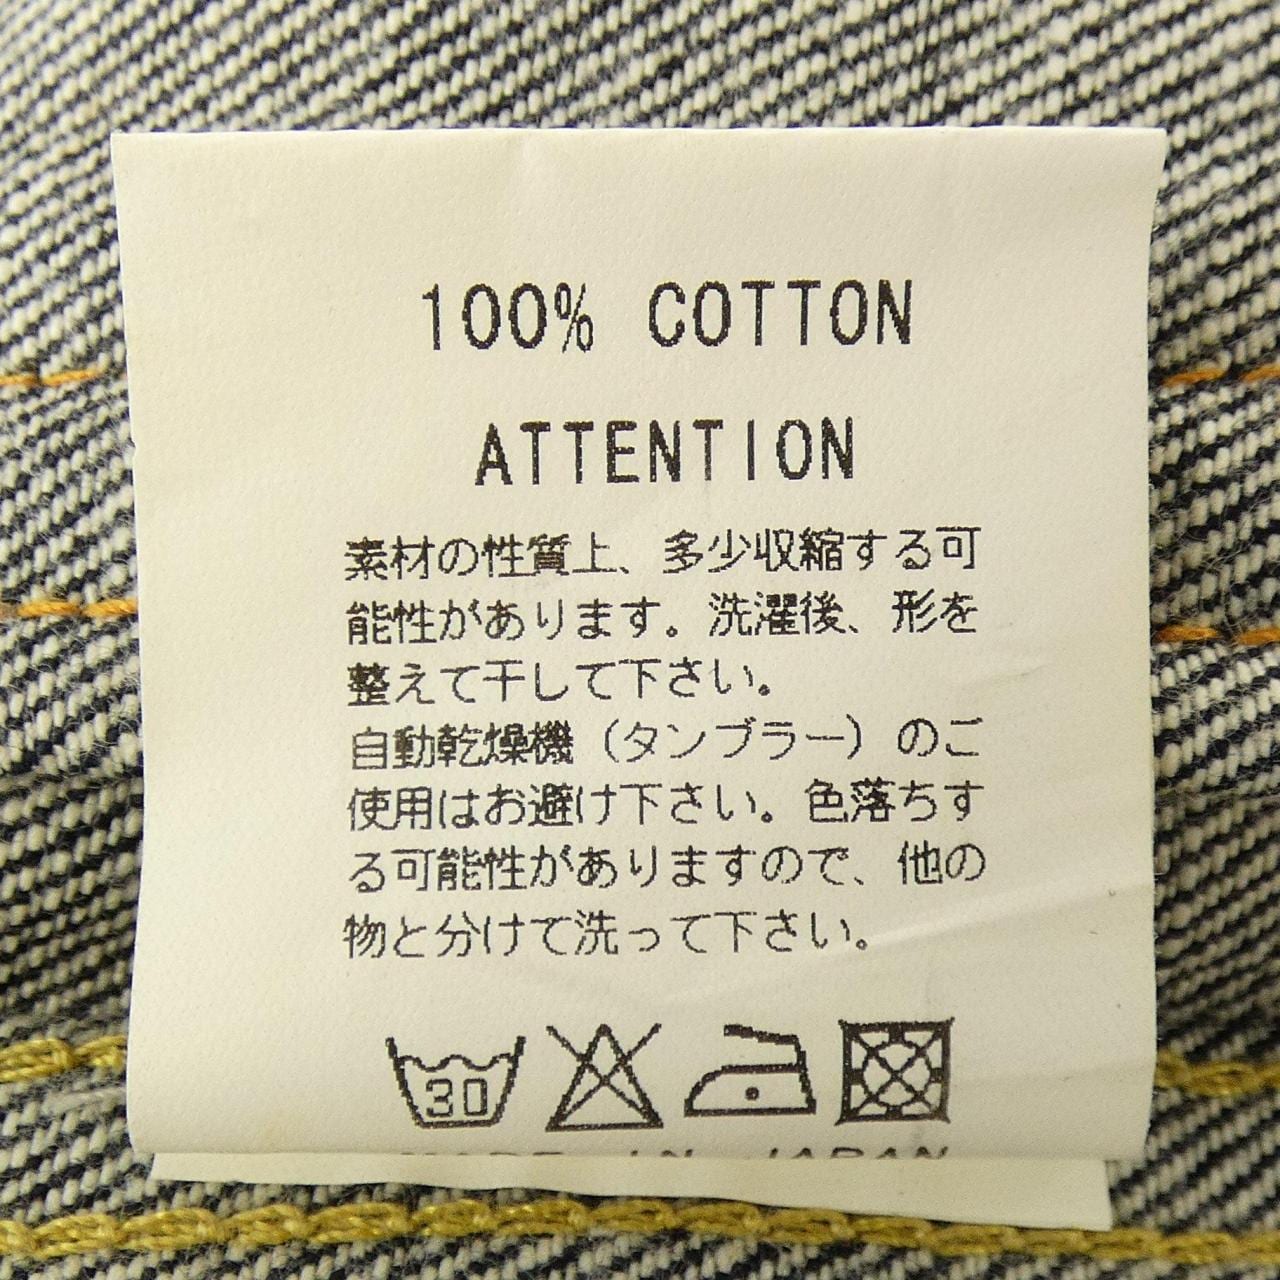 100% COTTON
ATTENTION
素材の性質上、多少収縮する可
能性があります。洗濯後、形を
整えて干して下さい。
自動乾燥機（タンブラー）のご
使用はお避け下さい。色落ちす
る可能性がありますので、他の
物と分けて洗って下さい。
30
MADE IN JAPAN